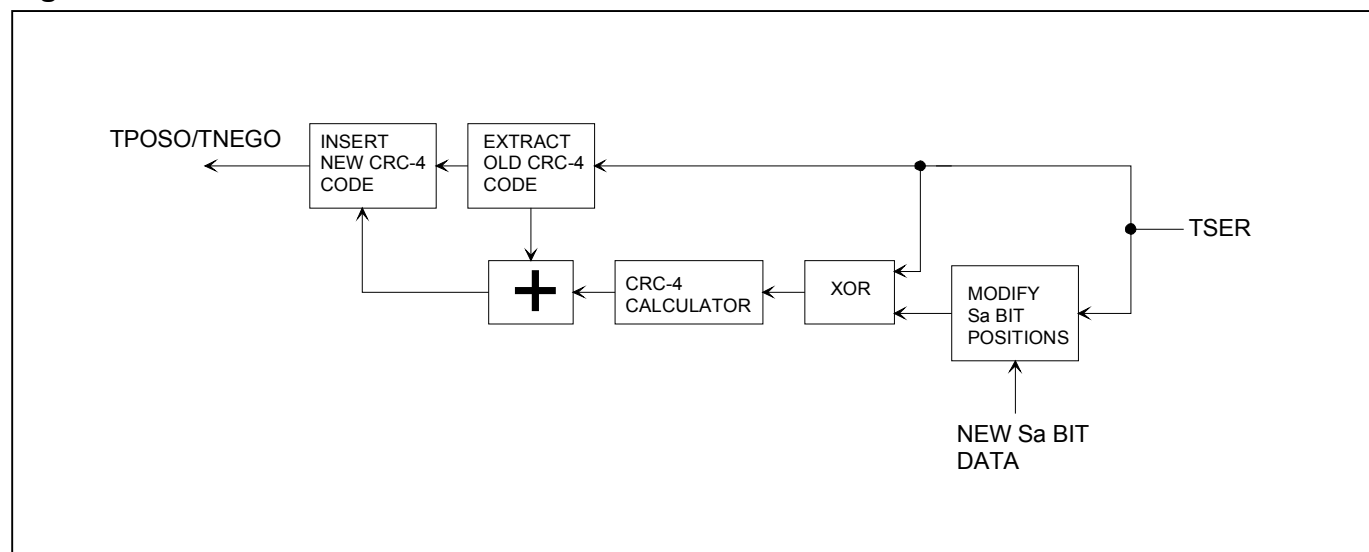 TPOSO/TNEGO
INSERT
NEW CRC-4
CODE
EXTRACT
OLD CRC-4
CODE
TSER
+
CRC-4
CALCULATOR
XOR
MODIFY
Sa BIT
POSITIONS
NEW Sa BIT
DATA